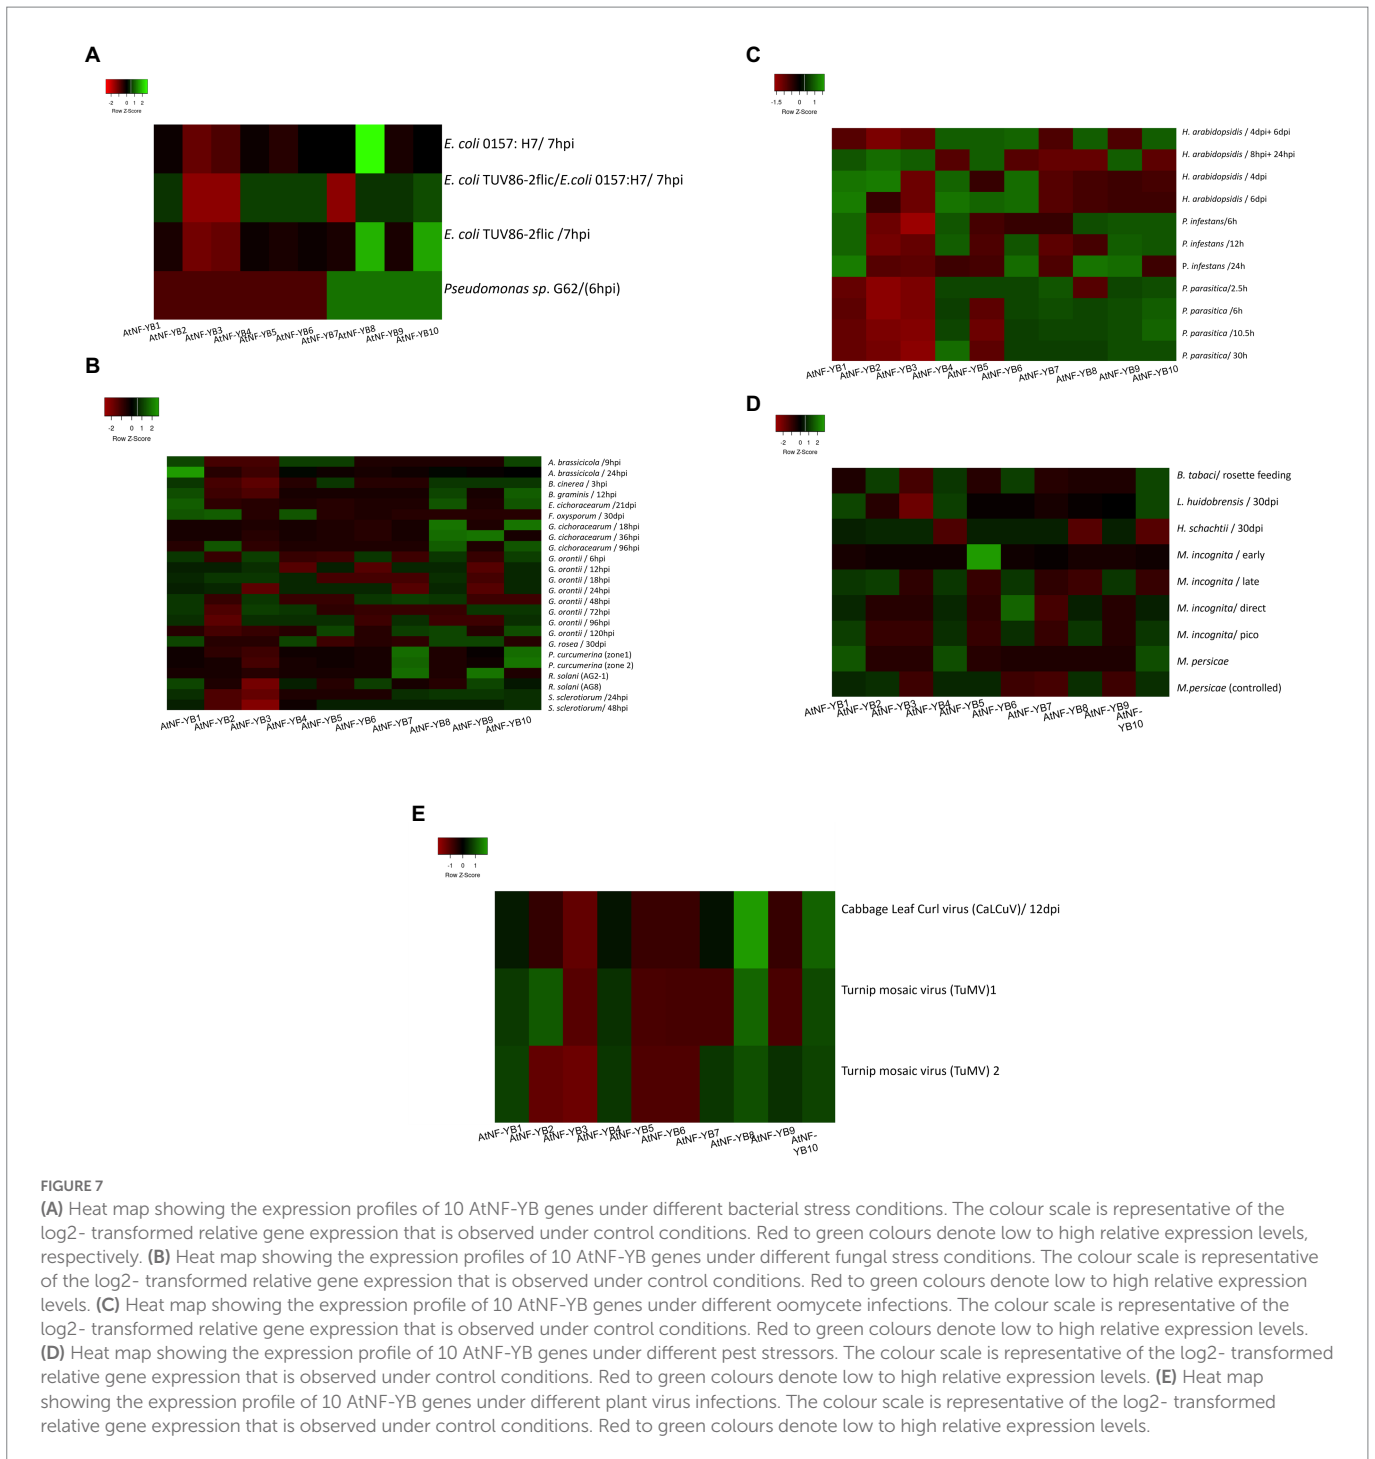 A
-2 0 1 2
Row Z-Score
E. coli 0157: H7/ 7hpi
E. coli TUV86-2flic/E.coli 0157:H7/ 7hpi
E. coli TUV86-2flic /7hpi
Pseudomonas sp. G62/(6hpi)
AtNF-YB1
AtNF-YB2
AtNF-YB3
AtNF-YB4
AtNF-YB5
AtNF-YB6
AtNF-YB7
AtNF-YB8
AtNF-YB9
AtNF-YB10
B
-2 0 1 2
Row Z-Score
A. brassicicola /9hpi
A. brassicicola / 24hpi
B. cinerea / 3hpi
B. graminis / 12hpi
E. cichoracearum /21dpi
F. oxysporum / 30dpi
G. cichoracearum / 18hpi
G. cichoracearum / 36hpi
G. cichoracearum / 96hpi
G. orontii / 6hpi
G. orontii / 12hpi
G. orontii / 18hpi
G. orontii / 24hpi
G. orontii / 48hpi
G. orontii / 72hpi
G. orontii / 96hpi
G. orontii / 120hpi
G. rosea / 30dpi
P. curcumerina (zone1)
P. curcumerina (zone 2)
R. solani (AG2-1)
R. solani (AG8)
S. sclerotiorum /24hpi
S. sclerotiorum/ 48hpi
AtNF-YB1
AtNF-YB2
AtNF-YB3
AtNF-YB4
AtNF-YB5
AtNF-YB6
AtNF-YB7
AtNF-YB8
AtNF-YB9
AtNF-YB10
C
-1.5 0 1
Row Z-Score
H. arabidopsidis / 4dpi+ 6dpi
H. arabidopsidis / 8hpi+ 24hpi
H. arabidopsidis / 4dpi
H. arabidopsidis / 6dpi
P. infestans/6h
P. infestans /12h
P. infestans /24h
P. parasitica/2.5h
P. parasitica /6h
P. parasitica /10.5h
P. parasitica/ 30h
AtNF-YB1
AtNF-YB2
AtNF-YB3
AtNF-YB4
AtNF-YB5
AtNF-YB6
AtNF-YB7
AtNF-YB8
AtNF-YB9
AtNF-YB10
D
-2 0 1 2
Row Z-Score
B. tabaci/ rosette feeding
L. huidobrensis / 30dpi
H. schachtii / 30dpi
M. incognita / early
M. incognita / late
M. incognita/ direct
M. incognita/ pico
M. persicae
M.persicae (controlled)
AtNF-YB1
AtNF-YB2
AtNF-YB3
AtNF-YB4
AtNF-YB5
AtNF-YB6
AtNF-YB7
AtNF-YB8
AtNF-YB9
AtNF-
YB10
E
-1 0 1
Row Z-Score
Cabbage Leaf Curl virus (CaLCuV)/ 12dpi
Turnip mosaic virus (TuMV)1
Turnip mosaic virus (TuMV) 2
AtNF-YB1
AtNF-YB2
AtNF-YB3
AtNF-YB4
AtNF-YB5
AtNF-YB6
AtNF-YB7
AtNF-YB8
AtNF-YB9
AtNF-
YB10
FIGURE 7
(A) Heat map showing the expression profiles of 10 AtNF-YB genes under different bacterial stress conditions. The colour scale is representative of the
log2- transformed relative gene expression that is observed under control conditions. Red to green colours denote low to high relative expression levels,
respectively. (B) Heat map showing the expression profiles of 10 AtNF-YB genes under different fungal stress conditions. The colour scale is representative
of the log2- transformed relative gene expression that is observed under control conditions. Red to green colours denote low to high relative expression
levels. (C) Heat map showing the expression profile of 10 AtNF-YB genes under different oomycete infections. The colour scale is representative of the
log2- transformed relative gene expression that is observed under control conditions. Red to green colours denote low to high relative expression levels.
(D) Heat map showing the expression profile of 10 AtNF-YB genes under different pest stressors. The colour scale is representative of the log2- transformed
relative gene expression that is observed under control conditions. Red to green colours denote low to high relative expression levels. (E) Heat map
showing the expression profile of 10 AtNF-YB genes under different plant virus infections. The colour scale is representative of the log2- transformed
relative gene expression that is observed under control conditions. Red to green colours denote low to high relative expression levels.